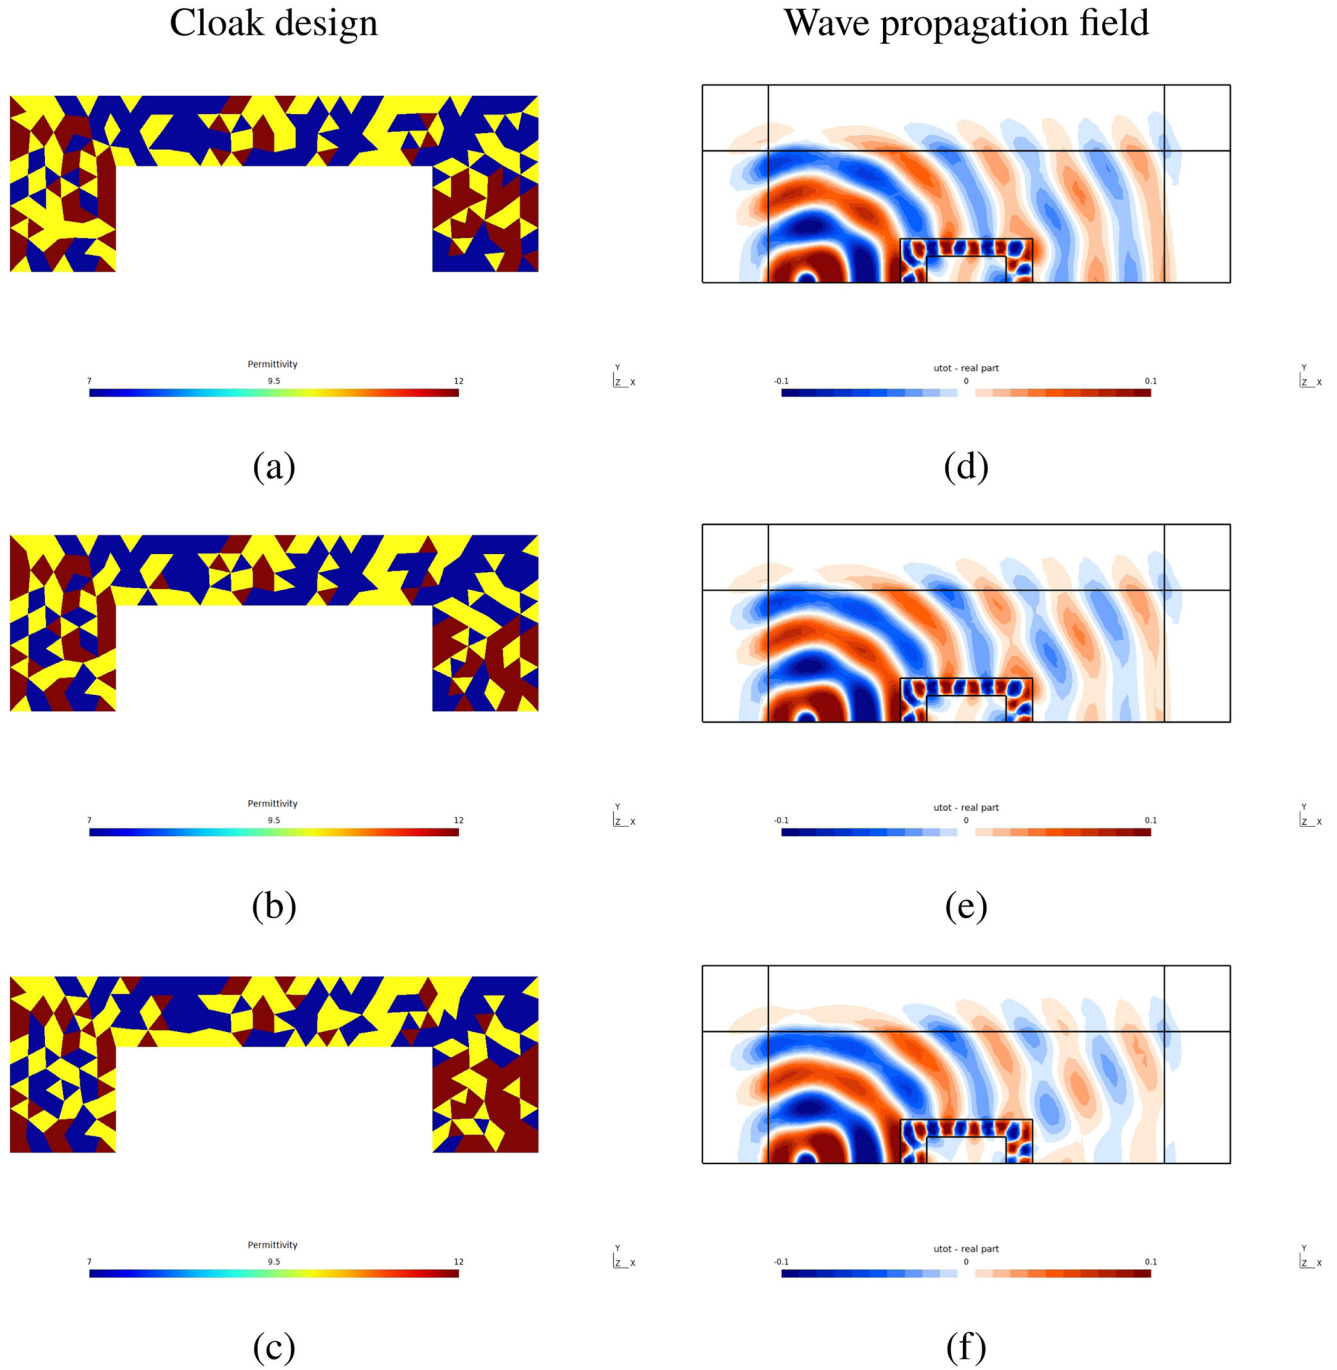 Cloak design Wave propagation field
Permittivity
7 9.5 12
Y
Z X
utot - real part
-0.1 0 0.1
Y
Z X
(a) (d)
Permittivity
7 9.5 12
Y
Z X
utot - real part
-0.1 0 0.1
Y
Z X
(b) (e)
Permittivity
7 9.5 12
Y
Z X
utot - real part
-0.1 0 0.1
Y
Z X
(c) (f)